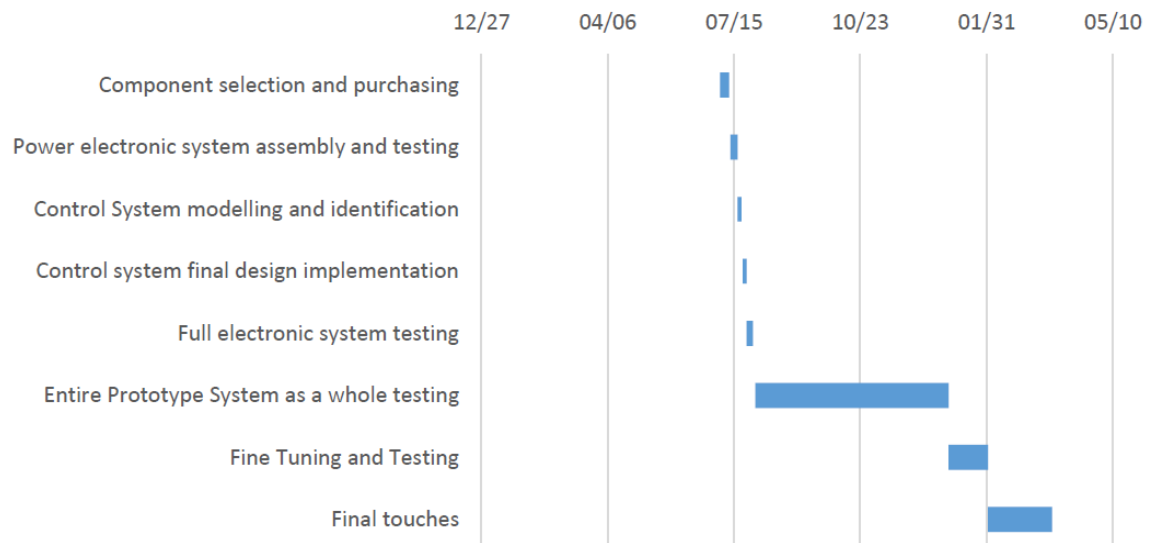 12/27 04/06 07/15 10/23 01/31 05/10
Component selection and purchasing
Power electronic system assembly and testing
Control System modelling and identification
Control system final design implementation
Full electronic system testing
Entire Prototype System as a whole testing
Fine Tuning and Testing
Final touches